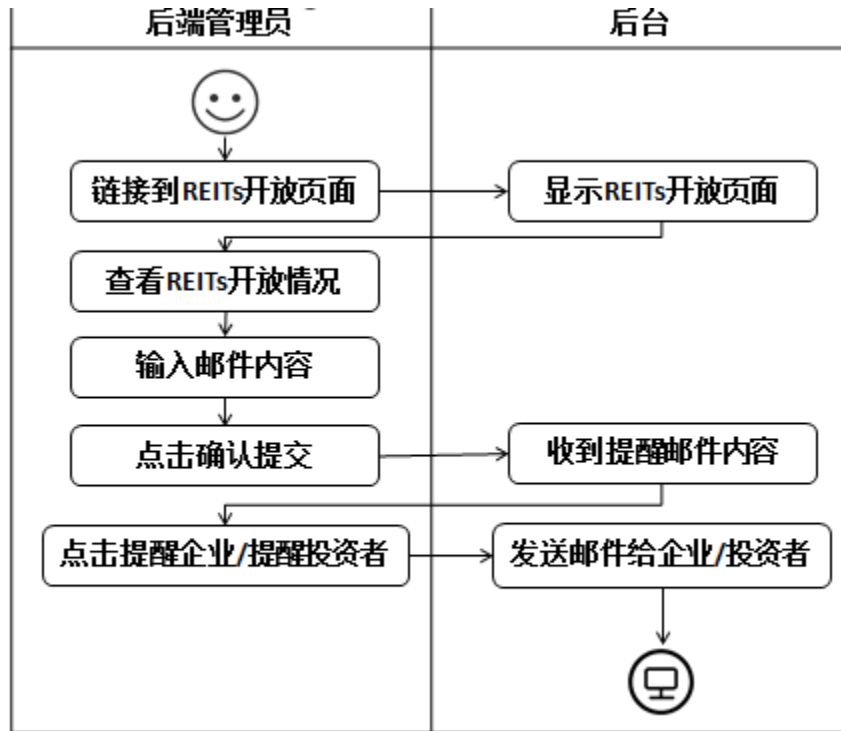 后端管理员
后台
链接到REITs开放页面
显示REITs开放页面
查看REITs开放情况
输入邮件内容
点击确认提交
收到提醒邮件内容
点击提醒企业/提醒投资者
发送邮件给企业/投资者